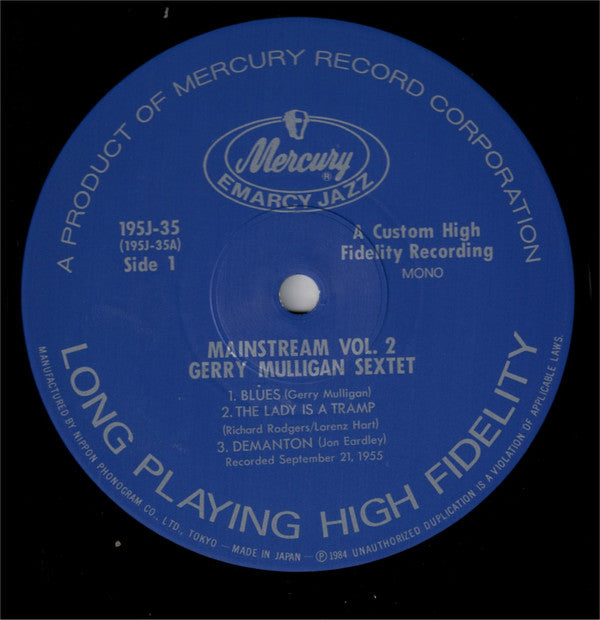 A PRODUCT OF MERCURY RECORD CORPORATION
Mercury®
EMARCY JAZZ
195J-35
(195J-35A)
Side 1
A Custom High
Fidelity Recording
MONO
MAINSTREAM VOL. 2
GERRY MULLIGAN SEXTET
1. BLUES (Gerry Mulligan)
2. THE LADY IS A TRAMP
(Richard Rodgers/Lorenz Hart)
3. DEMANTON (Jon Eardley)
Recorded September 21, 1955
LONG PLAYING HIGH FIDELITY
MANUFACTURED BY NIPPON PHONOGRAM CO., LTD., TOKYO — MADE IN JAPAN — ℗ 1984 UNAUTHORIZED DUPLICATION IS A VIOLATION OF APPLICABLE LAWS.